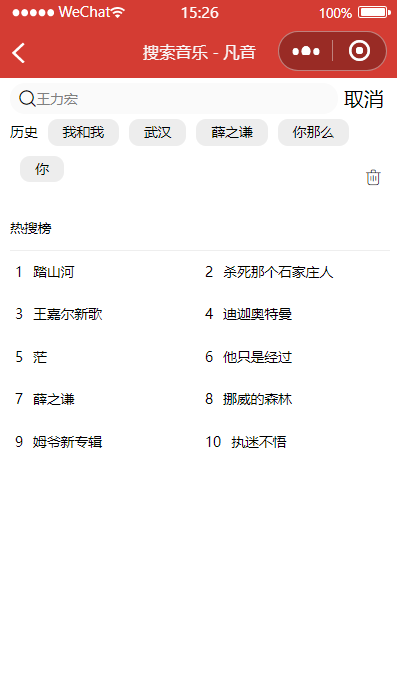 WeChat 15:26 100%
搜索音乐 - 凡音
王力宏 取消
历史 我和我 武汉 薛之谦 你那么
你
热搜榜
1 踏山河 2 杀死那个石家庄人
3 王嘉尔新歌 4 迪迦奥特曼
5 茫 6 他只是经过
7 薛之谦 8 挪威的森林
9 姆爷新专辑 10 执迷不悟